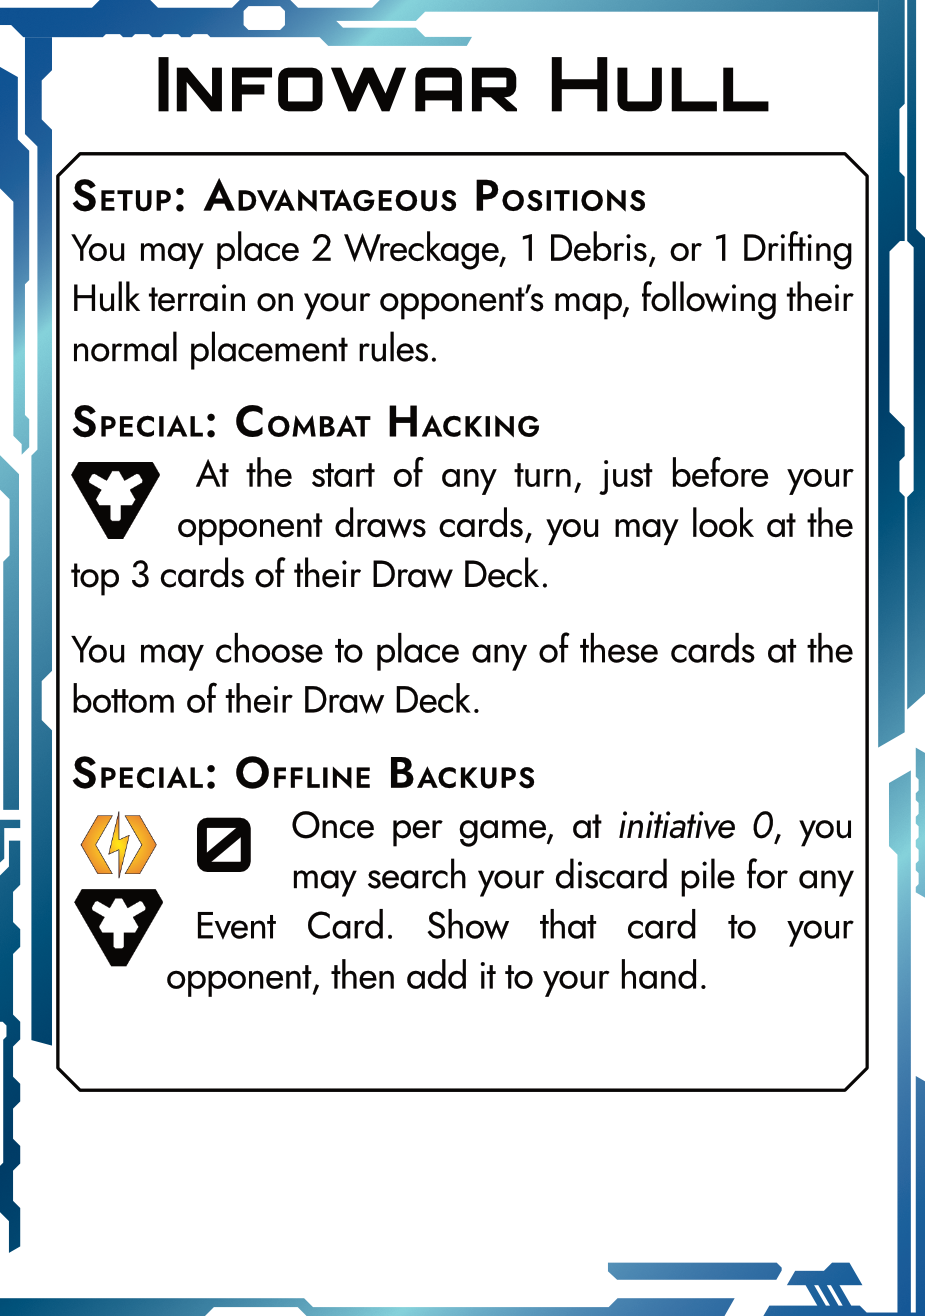 Infowar Hull
Setup: Advantageous Positions
You may place 2 Wreckage, 1 Debris, or 1 Drifting
Hulk terrain on your opponent’s map, following their
normal placement rules.
Special: Combat Hacking
At the start of any turn, just before your
opponent draws cards, you may look at the
top 3 cards of their Draw Deck.
You may choose to place any of these cards at the
bottom of their Draw Deck.
Special: Offline Backups
0 Once per game, at initiative 0, you
may search your discard pile for any
Event Card. Show that card to your
opponent, then add it to your hand.